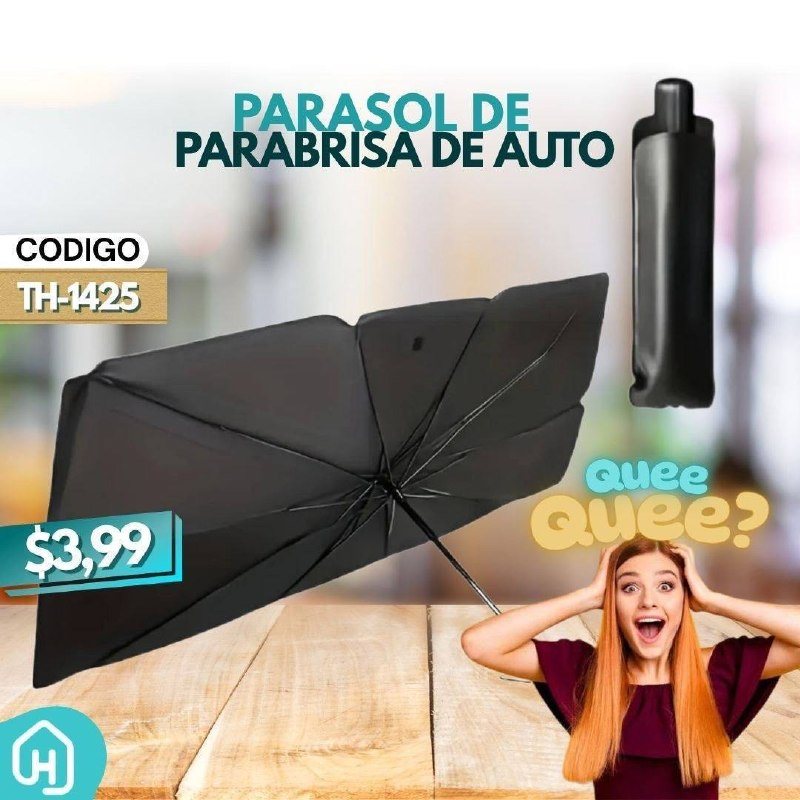 PARASOL DE
PARABRISA DE AUTO
CODIGO
TH-1425
$3,99
Quee
Quee?